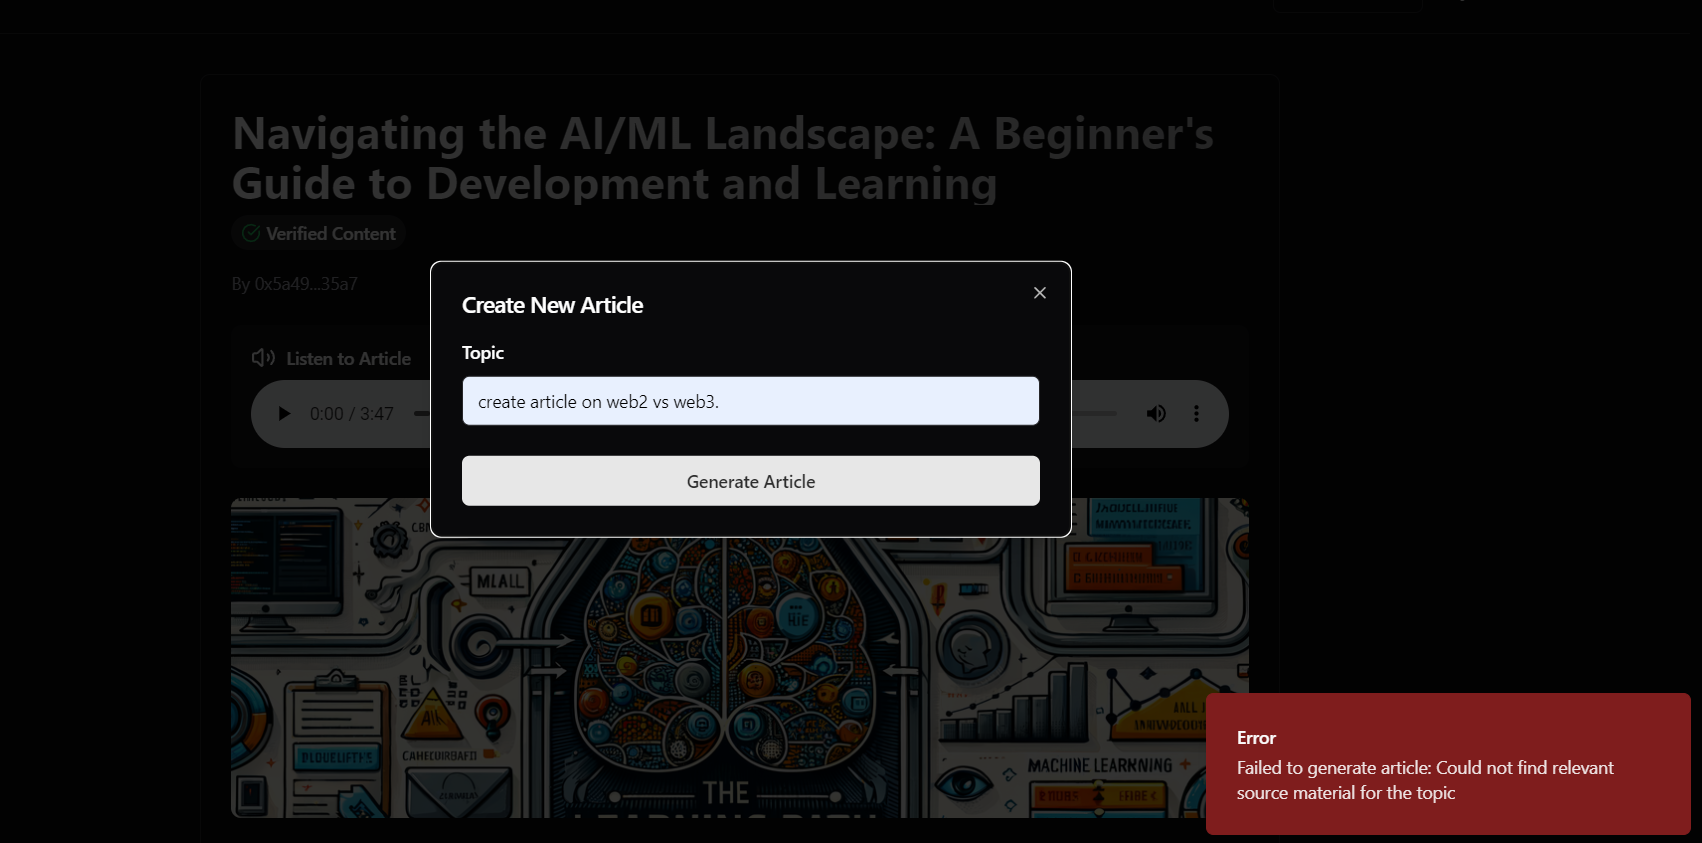 Navigating the AI/ML Landscape: A Beginner's
Guide to Development and Learning
Verified Content
By 0x5a49...35a7
Create New Article
Topic
create article on web2 vs web3.
Generate Article
Listen to Article
0:00 / 3:47
MLALL
MACHINE LEARNNING
THE
Error
Failed to generate article: Could not find relevant
source material for the topic